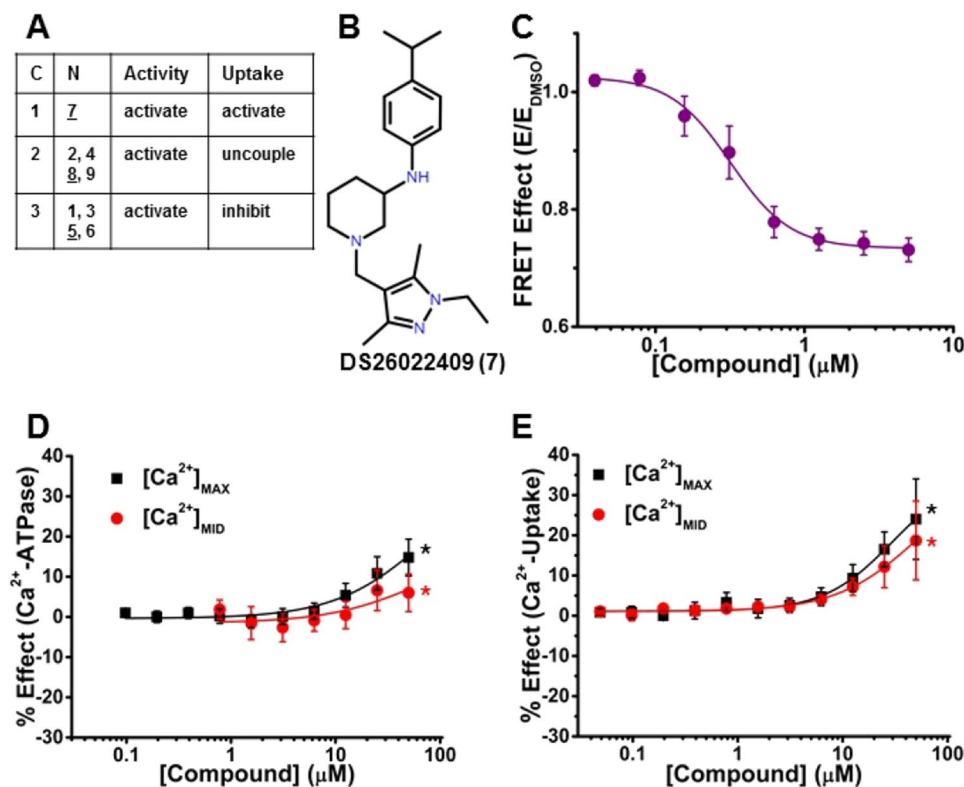 A
C N Activity Uptake
1 7 activate activate
2 2, 4 activate uncouple
8, 9
3 1, 3 activate inhibit
5, 6
B
NH
N
N
N
DS26022409 (7)
C
FRET Effect (E/E_DMSO)
1.0
0.8
0.6
0.1 1 10
[Compound] (μM)
D
% Effect (Ca²⁺-ATPase)
40
30
20
10
0
-10
-20
-30
[Ca²⁺]MAX
[Ca²⁺]MID
*
*
0.1 1 10 100
[Compound] (μM)
E
% Effect (Ca²⁺-Uptake)
40
30
20
10
0
-10
-20
-30
[Ca²⁺]MAX
[Ca²⁺]MID
*
*
0.1 1 10 100
[Compound] (μM)